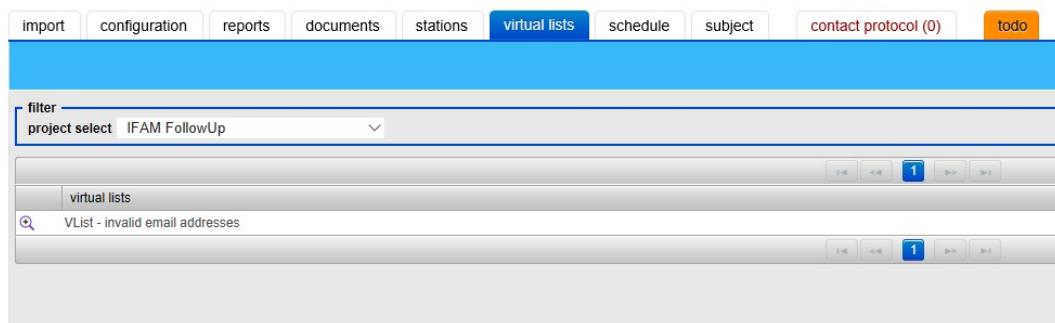 import configuration reports documents stations virtual lists schedule subject contact protocol (0) todo
filter
project select IFAM FollowUp
1
virtual lists
VList - invalid email addresses
1